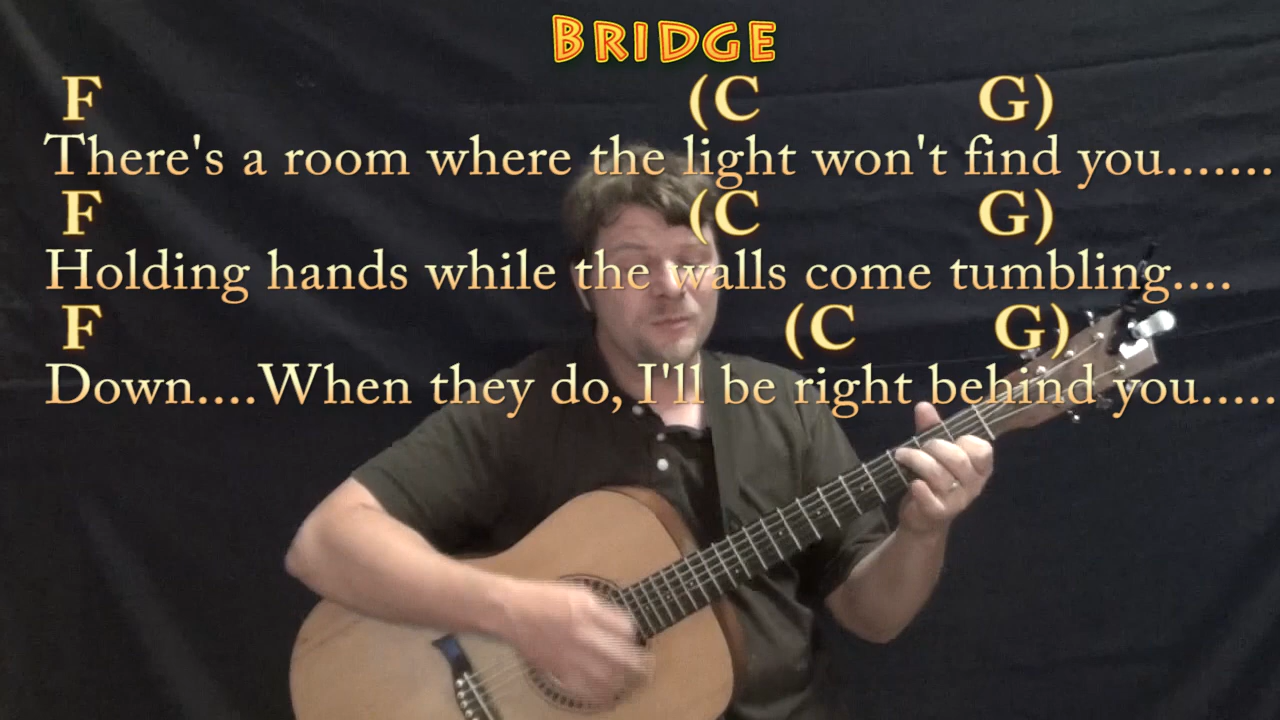 BRIDGE
F (C G)
There's a room where the light won't find you.......
F (C G)
Holding hands while the walls come tumbling....
F (C G)
Down....When they do, I'll be right behind you.....